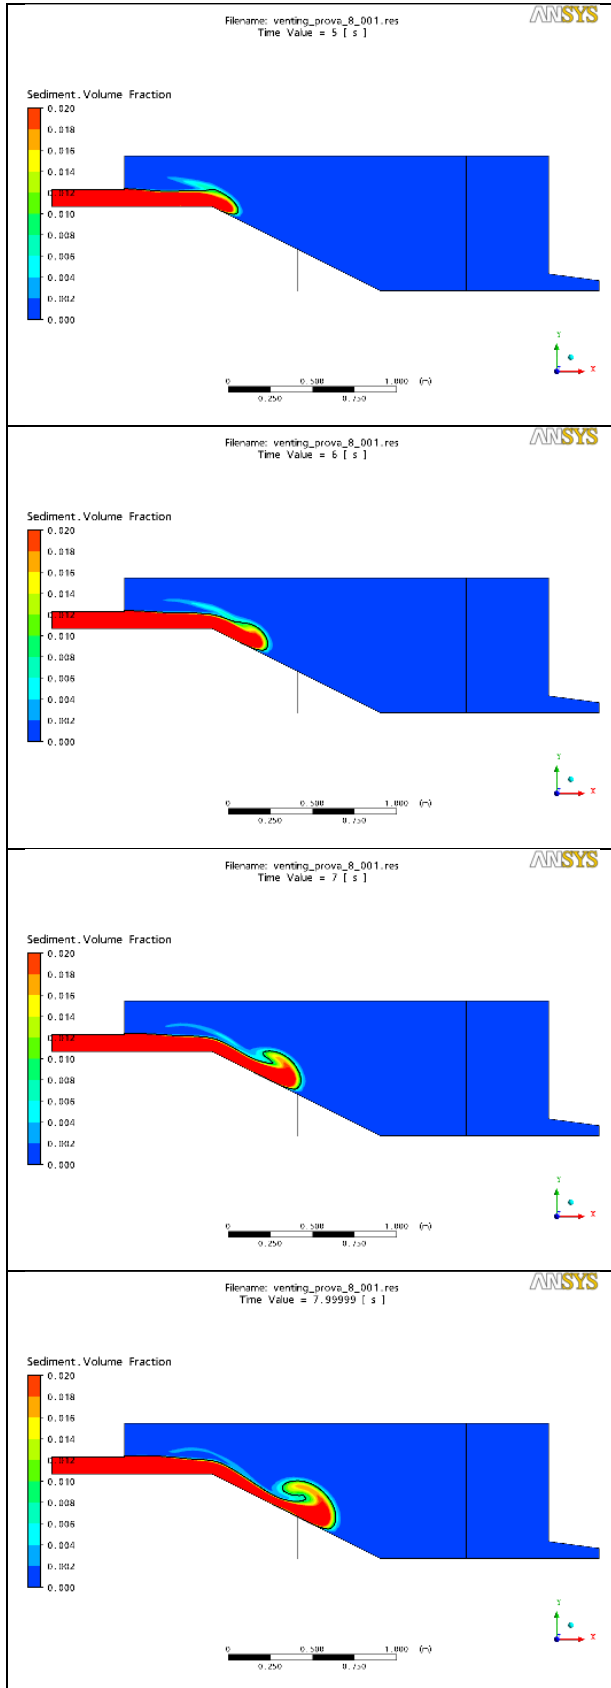 ANSYS
Filename: venting_prova_8_001.res
Time Value = 5 [ s ]
Sediment.Volume Fraction
0.020
0.018
0.016
0.014
0.012
0.010
0.008
0.006
0.004
0.002
0.000
Y
X
0 0.500 1.000 (m)
0.250 0.750
ANSYS
Filename: venting_prova_8_001.res
Time Value = 6 [ s ]
Sediment.Volume Fraction
0.020
0.018
0.016
0.014
0.012
0.010
0.008
0.006
0.004
0.002
0.000
Y
X
0 0.500 1.000 (m)
0.250 0.750
ANSYS
Filename: venting_prova_8_001.res
Time Value = 7 [ s ]
Sediment.Volume Fraction
0.020
0.018
0.016
0.014
0.012
0.010
0.008
0.006
0.004
0.002
0.000
Y
X
0 0.500 1.000 (m)
0.250 0.750
ANSYS
Filename: venting_prova_8_001.res
Time Value = 7.99999 [ s ]
Sediment.Volume Fraction
0.020
0.018
0.016
0.014
0.012
0.010
0.008
0.006
0.004
0.002
0.000
Y
X
0 0.500 1.000 (m)
0.250 0.750